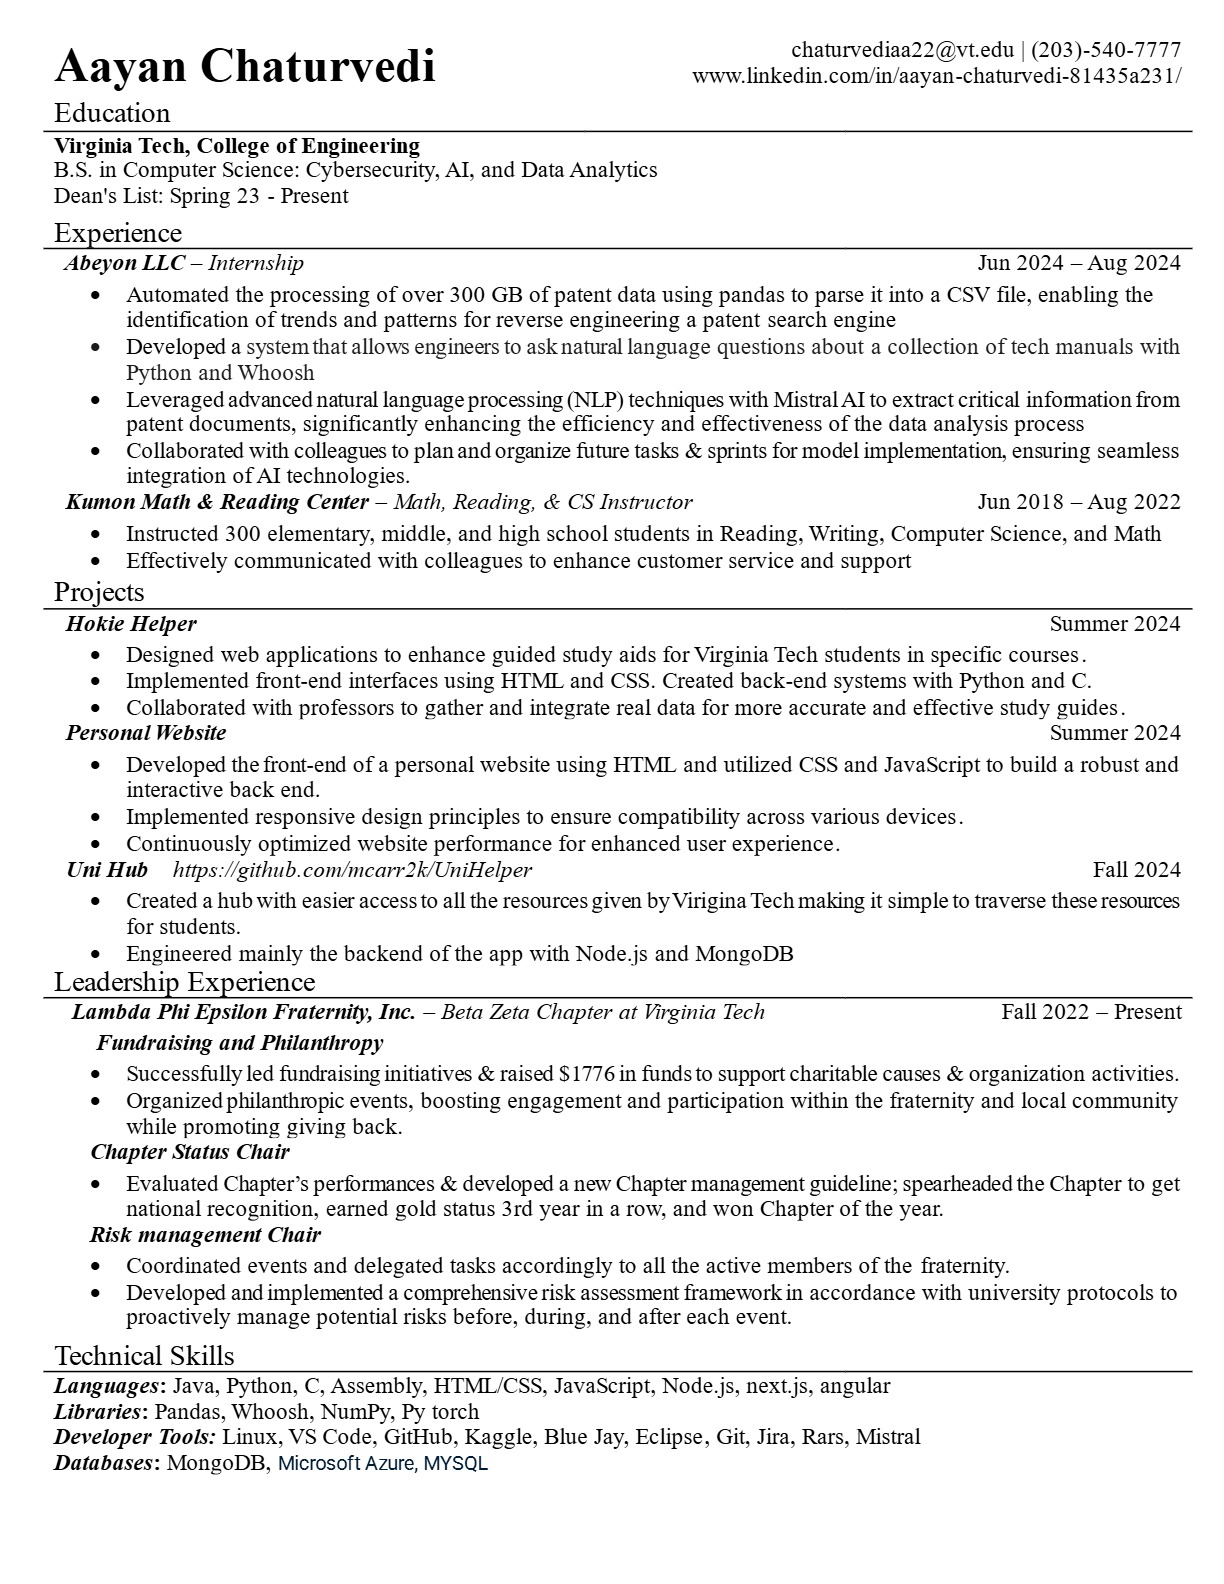 Aayan Chaturvedi
chaturvediaa22@vt.edu | (203)-540-7777
www.linkedin.com/in/aayan-chaturvedi-81435a231/
Education
Virginia Tech, College of Engineering
B.S. in Computer Science: Cybersecurity, AI, and Data Analytics
Dean's List: Spring 23 - Present
Experience
Abeyon LLC – Internship Jun 2024 – Aug 2024
• Automated the processing of over 300 GB of patent data using pandas to parse it into a CSV file, enabling the
identification of trends and patterns for reverse engineering a patent search engine
• Developed a system that allows engineers to ask natural language questions about a collection of tech manuals with
Python and Whoosh
• Leveraged advanced natural language processing (NLP) techniques with Mistral AI to extract critical information from
patent documents, significantly enhancing the efficiency and effectiveness of the data analysis process
• Collaborated with colleagues to plan and organize future tasks & sprints for model implementation, ensuring seamless
integration of AI technologies.
Kumon Math & Reading Center – Math, Reading, & CS Instructor Jun 2018 – Aug 2022
• Instructed 300 elementary, middle, and high school students in Reading, Writing, Computer Science, and Math
• Effectively communicated with colleagues to enhance customer service and support
Projects
Hokie Helper Summer 2024
• Designed web applications to enhance guided study aids for Virginia Tech students in specific courses.
• Implemented front-end interfaces using HTML and CSS. Created back-end systems with Python and C.
• Collaborated with professors to gather and integrate real data for more accurate and effective study guides.
Personal Website Summer 2024
• Developed the front-end of a personal website using HTML and utilized CSS and JavaScript to build a robust and
interactive back end.
• Implemented responsive design principles to ensure compatibility across various devices.
• Continuously optimized website performance for enhanced user experience.
Uni Hub https://github.com/mcarr2k/UniHelper Fall 2024
• Created a hub with easier access to all the resources given by Virigina Tech making it simple to traverse these resources
for students.
• Engineered mainly the backend of the app with Node.js and MongoDB
Leadership Experience
Lambda Phi Epsilon Fraternity, Inc. – Beta Zeta Chapter at Virginia Tech Fall 2022 – Present
Fundraising and Philanthropy
• Successfully led fundraising initiatives & raised $1776 in funds to support charitable causes & organization activities.
• Organized philanthropic events, boosting engagement and participation within the fraternity and local community
while promoting giving back.
Chapter Status Chair
• Evaluated Chapter’s performances & developed a new Chapter management guideline; spearheaded the Chapter to get
national recognition, earned gold status 3rd year in a row, and won Chapter of the year.
Risk management Chair
• Coordinated events and delegated tasks accordingly to all the active members of the fraternity.
• Developed and implemented a comprehensive risk assessment framework in accordance with university protocols to
proactively manage potential risks before, during, and after each event.
Technical Skills
Languages: Java, Python, C, Assembly, HTML/CSS, JavaScript, Node.js, next.js, angular
Libraries: Pandas, Whoosh, NumPy, Py torch
Developer Tools: Linux, VS Code, GitHub, Kaggle, Blue Jay, Eclipse, Git, Jira, Rars, Mistral
Databases: MongoDB, Microsoft Azure, MYSQL